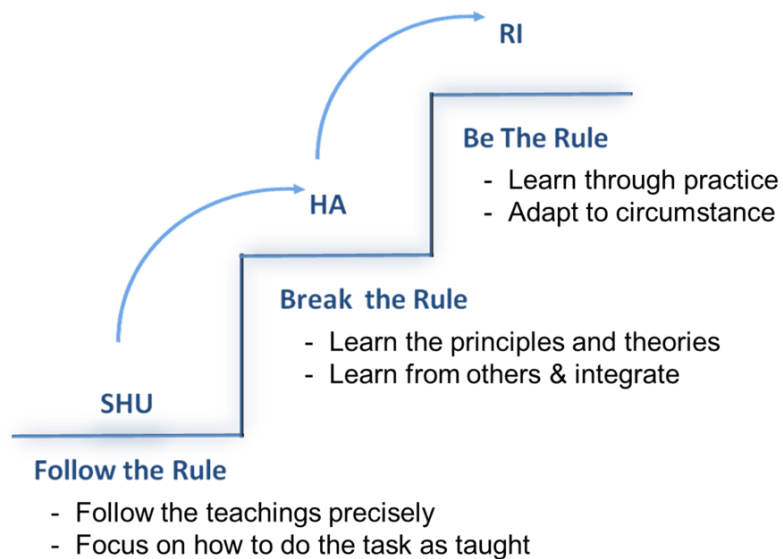 RI
Be The Rule
- Learn through practice
- Adapt to circumstance
HA
Break the Rule
- Learn the principles and theories
- Learn from others & integrate
SHU
Follow the Rule
- Follow the teachings precisely
- Focus on how to do the task as taught